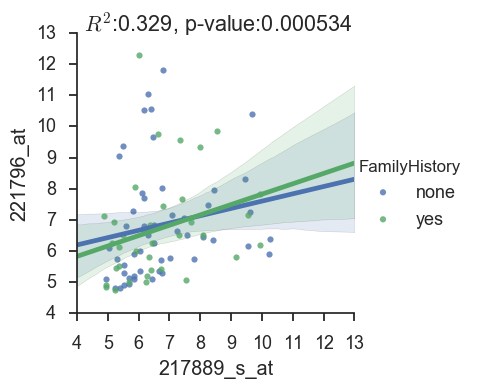 R²:0.329, p-value:0.000534
13
12
11
10
9
8
7
6
5
4
221796_at
4 5 6 7 8 9 10 11 12 13
217889_s_at
FamilyHistory
none
yes